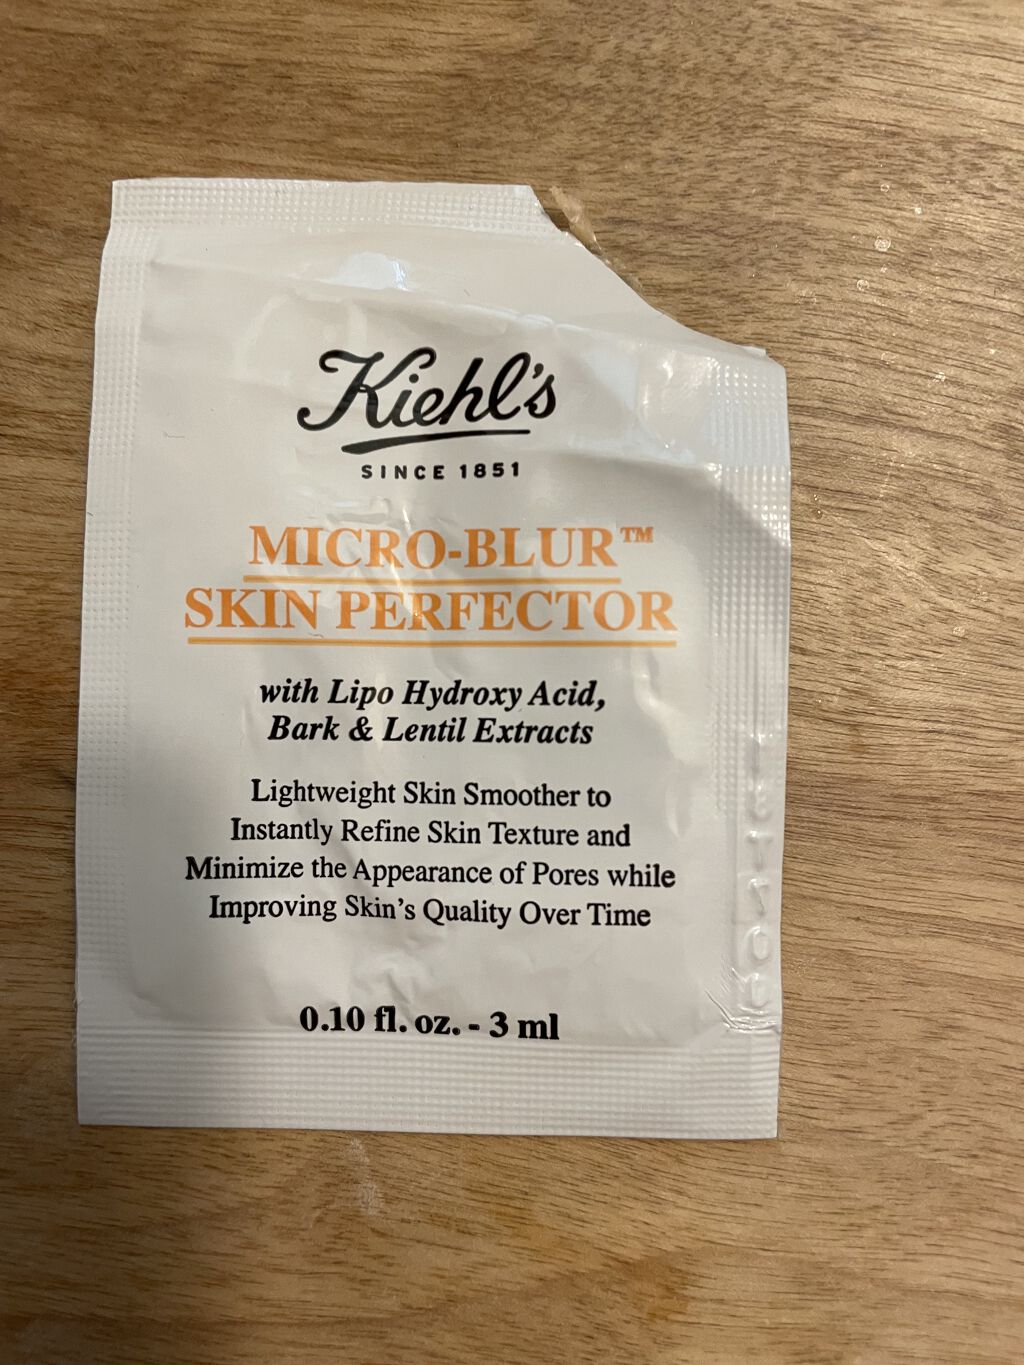 Kiehl's
SINCE 1851
MICRO-BLUR™
SKIN PERFECTOR
with Lipo Hydroxy Acid,
Bark & Lentil Extracts
Lightweight Skin Smoother to
Instantly Refine Skin Texture and
Minimize the Appearance of Pores while
Improving Skin's Quality Over Time
0.10 fl. oz. - 3 ml